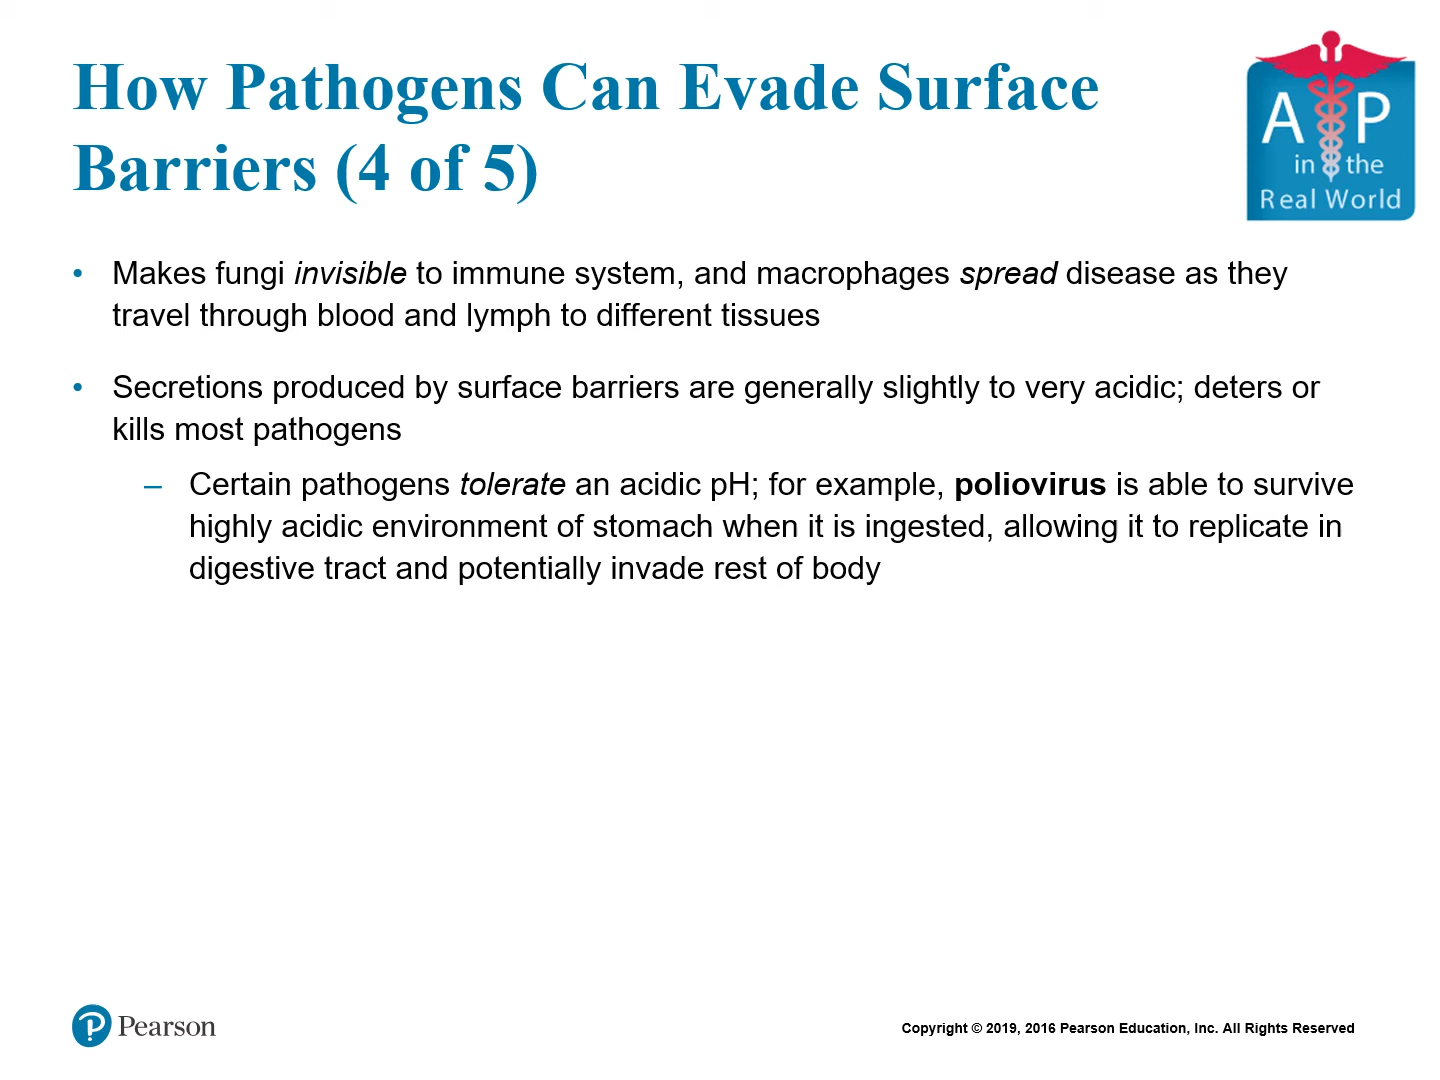 How Pathogens Can Evade Surface
Barriers (4 of 5)
A P
in the
Real World
• Makes fungi invisible to immune system, and macrophages spread disease as they
travel through blood and lymph to different tissues
• Secretions produced by surface barriers are generally slightly to very acidic; deters or
kills most pathogens
– Certain pathogens tolerate an acidic pH; for example, poliovirus is able to survive
highly acidic environment of stomach when it is ingested, allowing it to replicate in
digestive tract and potentially invade rest of body
Pearson
Copyright © 2019, 2016 Pearson Education, Inc. All Rights Reserved